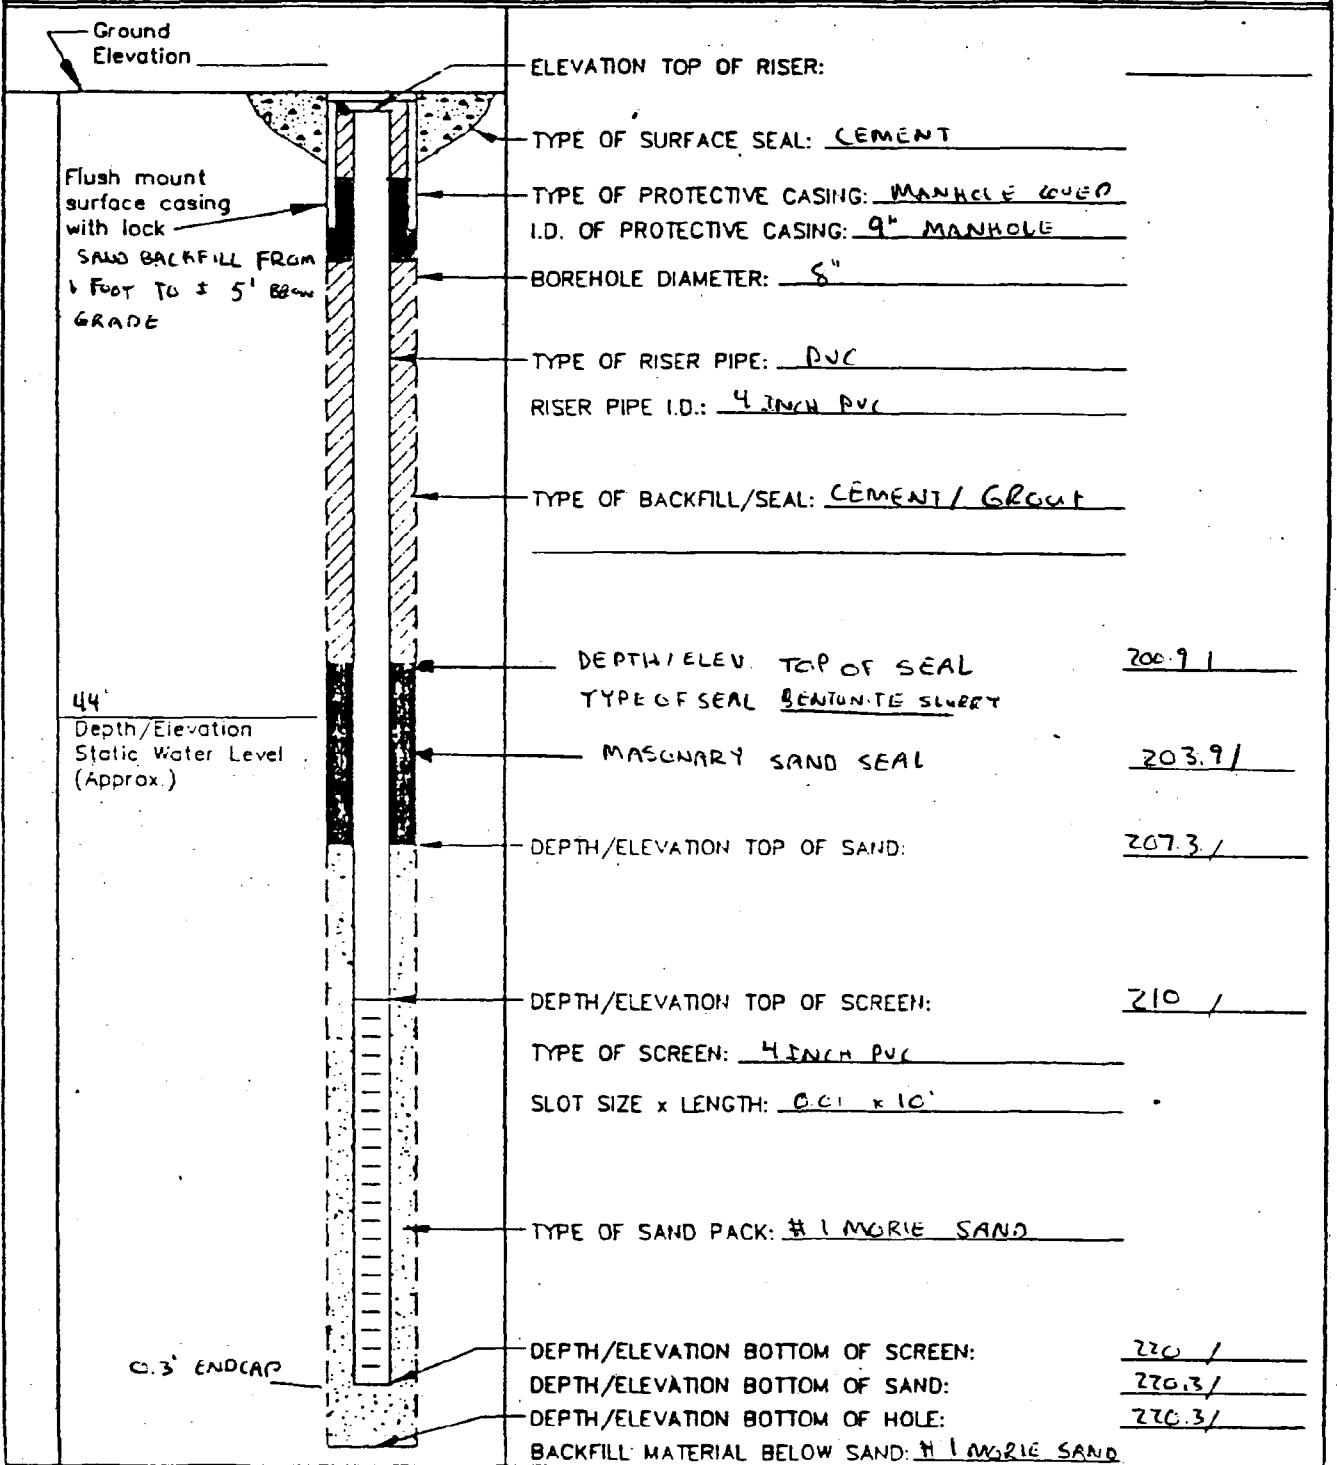 Ground
Elevation
ELEVATION TOP OF RISER:
TYPE OF SURFACE SEAL: CEMENT
Flush mount
surface casing
with lock
TYPE OF PROTECTIVE CASING: MANHOLE COVER
I.D. OF PROTECTIVE CASING: 9" MANHOLE
SAND BACKFILL FROM
1 FOOT TO ± 5' BELOW
GRADE
BOREHOLE DIAMETER: 8"
TYPE OF RISER PIPE: PVC
RISER PIPE I.D.: 4 INCH PVC
TYPE OF BACKFILL/SEAL: CEMENT/ GROUT
DEPTH/ELEV. TOP OF SEAL 200.9 /
TYPE OF SEAL BENTONITE SLURRY
44'
Depth/Elevation
Static Water Level
(Approx.)
MASONARY SAND SEAL 203.9/
DEPTH/ELEVATION TOP OF SAND: 207.3 /
DEPTH/ELEVATION TOP OF SCREEN: 210 /
TYPE OF SCREEN: 4 INCH PVC
SLOT SIZE x LENGTH: 0.01 x 10'
TYPE OF SAND PACK: # 1 MORIE SAND
0.3' ENDCAP
DEPTH/ELEVATION BOTTOM OF SCREEN: 220 /
DEPTH/ELEVATION BOTTOM OF SAND: 220.3/
DEPTH/ELEVATION BOTTOM OF HOLE: 220.3/
BACKFILL MATERIAL BELOW SAND: # 1 MORIE SAND